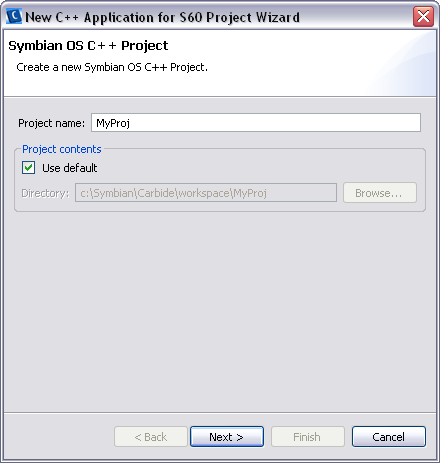 New C++ Application for S60 Project Wizard
Symbian OS C++ Project
Create a new Symbian OS C++ Project.
Project name: MyProj
Project contents
Use default
Directory: c:\Symbian\Carbide\workspace\MyProj Browse...
< Back Next > Finish Cancel